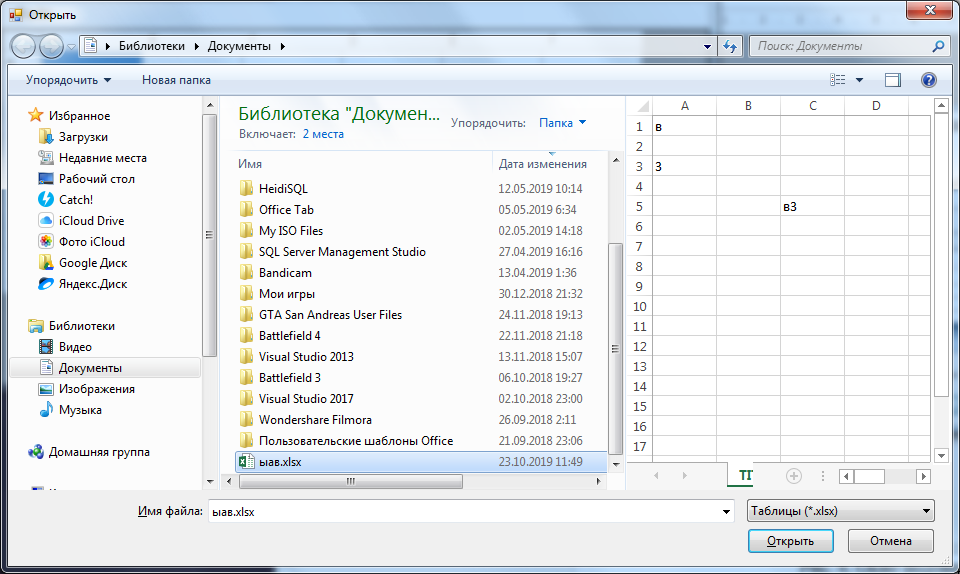 Открыть
Библиотеки Документы
Поиск: Документы
Упорядочить Новая папка
Избранное
Загрузки
Недавние места
Рабочий стол
Catch!
iCloud Drive
Фото iCloud
Google Диск
Яндекс.Диск
Библиотеки
Видео
Документы
Изображения
Музыка
Домашняя группа
Библиотека "Докумен...
Включает: 2 места
Упорядочить: Папка
Имя Дата изменения
HeidiSQL 12.05.2019 10:14
Office Tab 05.05.2019 6:34
My ISO Files 02.05.2019 14:18
SQL Server Management Studio 27.04.2019 16:16
Bandicam 13.04.2019 1:36
Мои игры 30.12.2018 21:32
GTA San Andreas User Files 24.11.2018 19:13
Battlefield 4 22.11.2018 21:18
Visual Studio 2013 13.11.2018 15:07
Battlefield 3 06.10.2018 19:27
Visual Studio 2017 02.10.2018 23:00
Wondershare Filmora 26.09.2018 2:11
Пользовательские шаблоны Office 21.09.2018 23:06
ыав.xlsx 23.10.2019 11:49
A B C D
1 в
2
3 3
4
5 в3
6
7
8
9
10
11
12
13
14
15
16
17
Имя файла: ыав.xlsx
Таблицы (*.xlsx)
Открыть Отмена